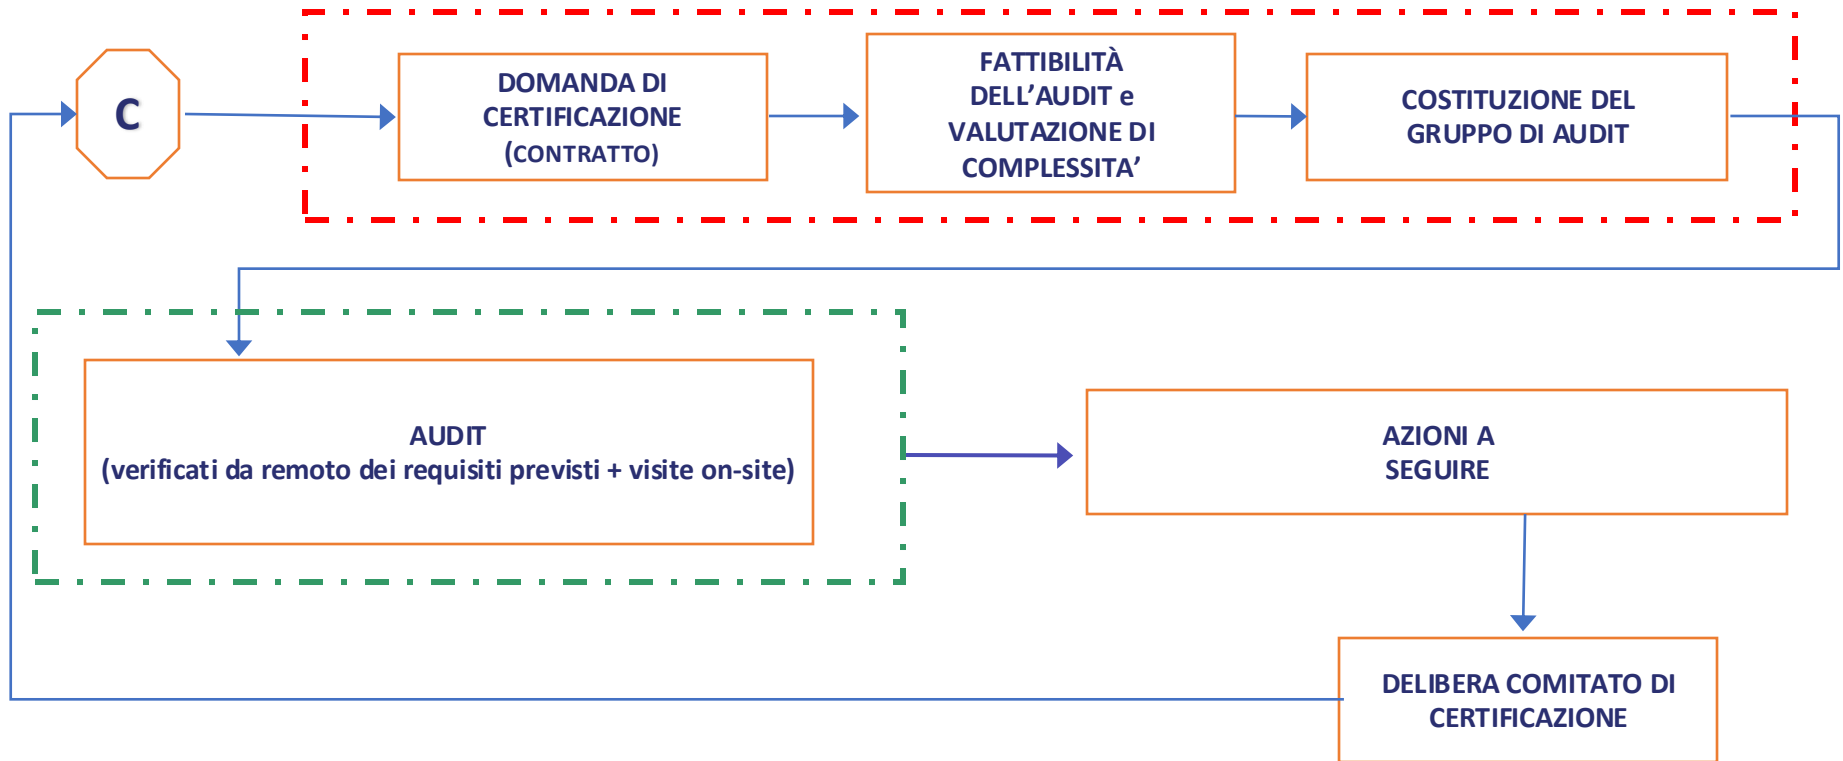 C
DOMANDA DI
CERTIFICAZIONE
(CONTRATTO)
FATTIBILITÀ
DELL’AUDIT e
VALUTAZIONE DI
COMPLESSITA’
COSTITUZIONE DEL
GRUPPO DI AUDIT
AUDIT
(verificati da remoto dei requisiti previsti + visite on-site)
AZIONI A
SEGUIRE
DELIBERA COMITATO DI
CERTIFICAZIONE